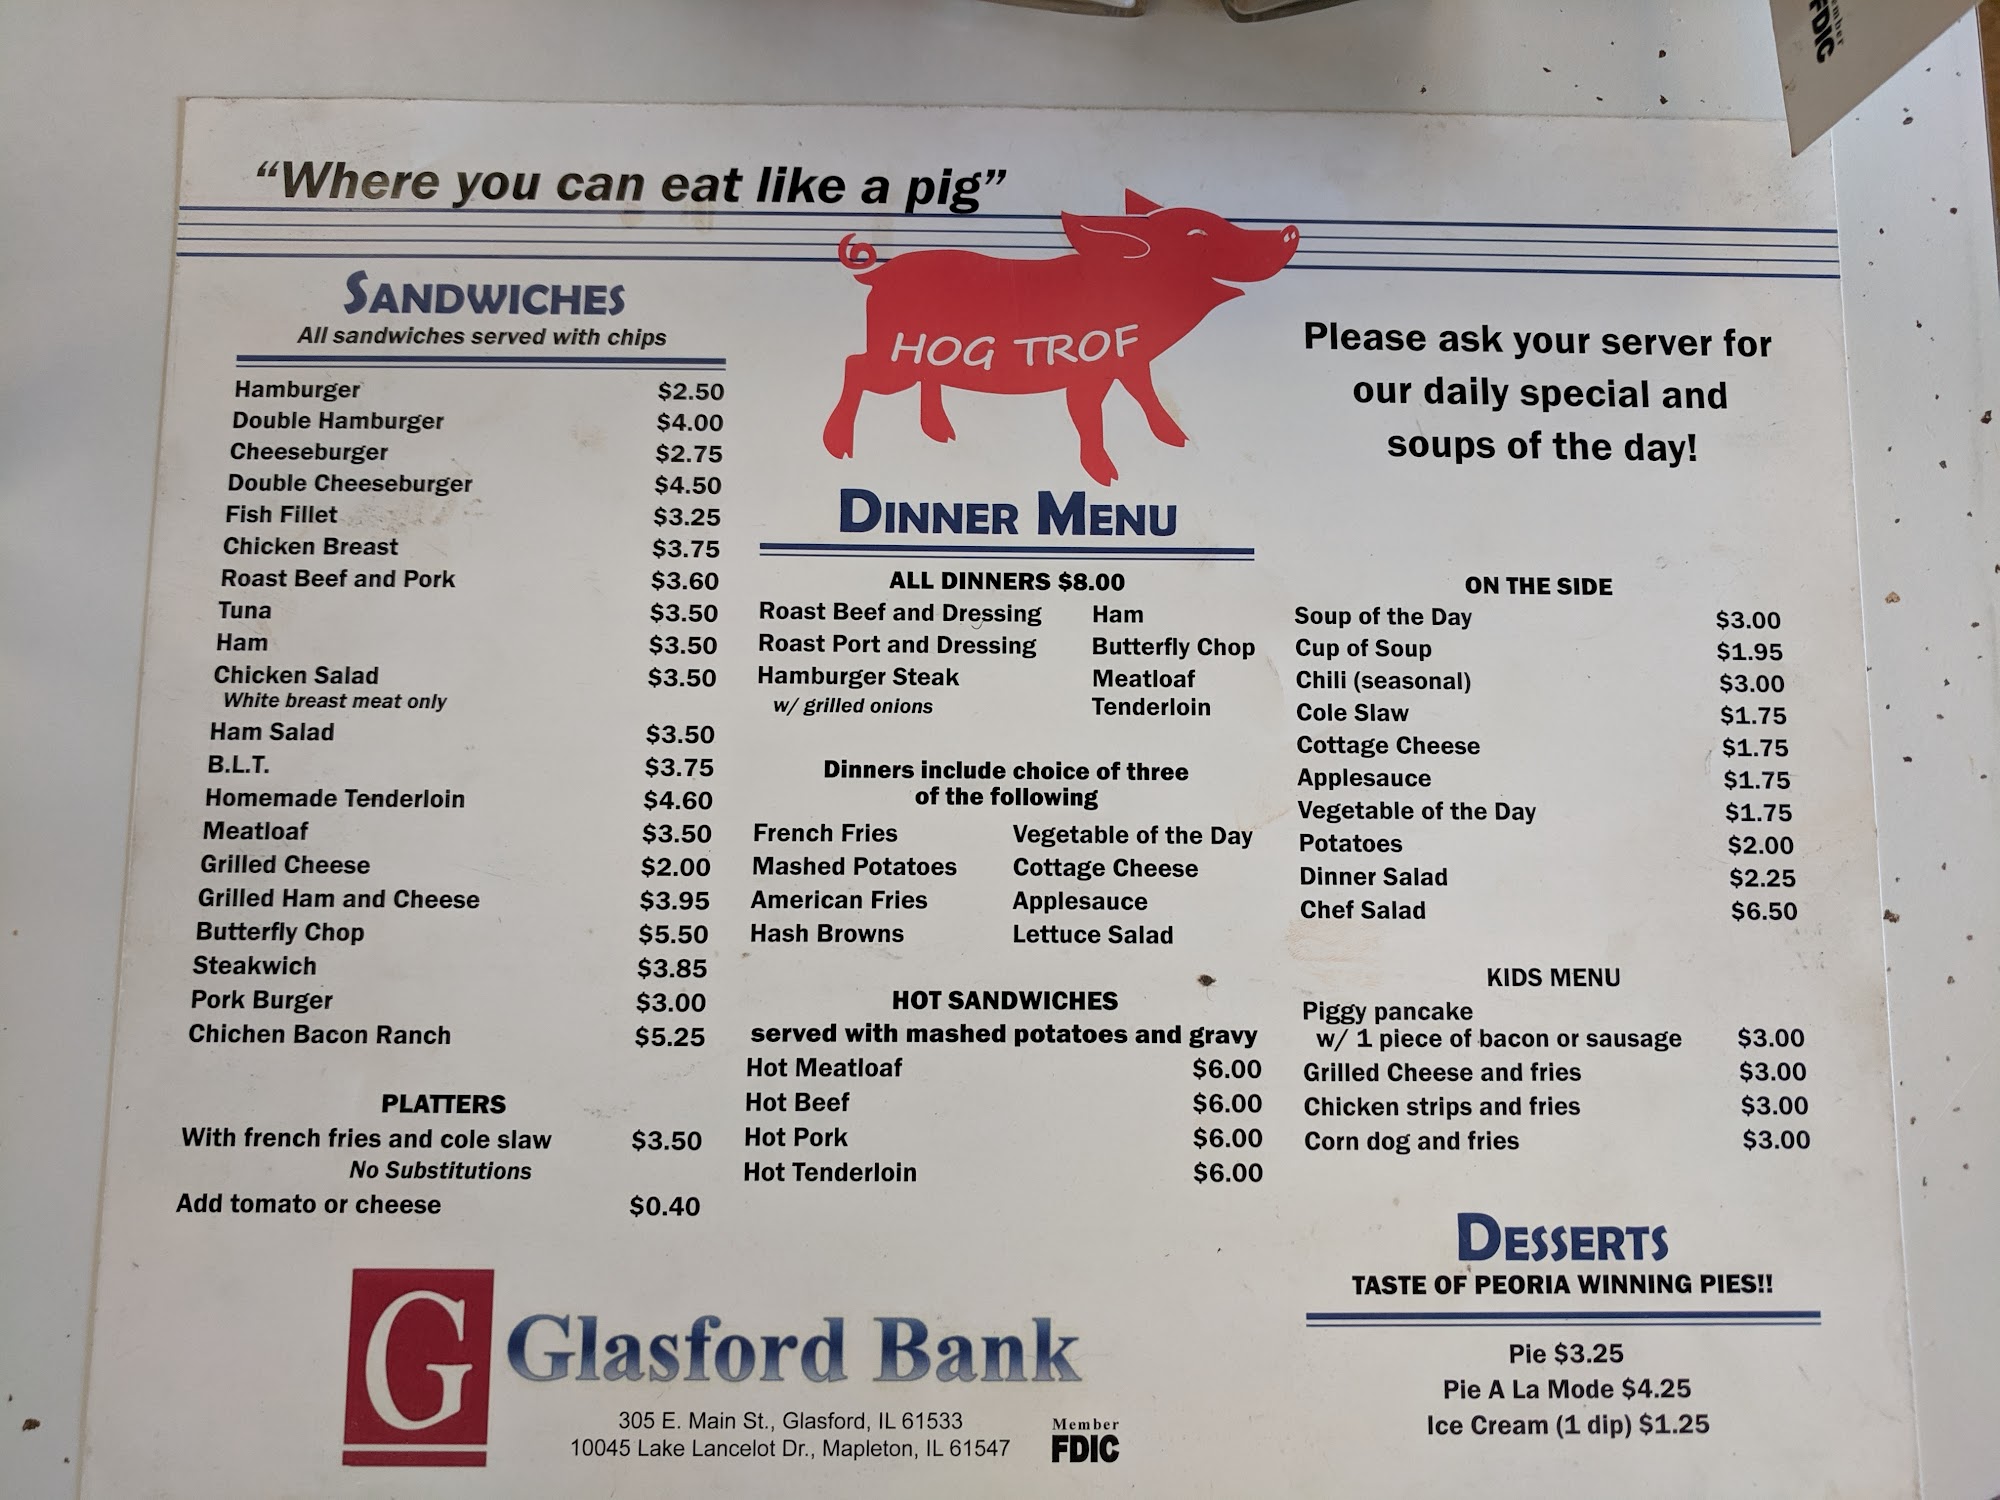 "Where you can eat like a pig"
HOG TROF
SANDWICHES
All sandwiches served with chips
Hamburger $2.50
Double Hamburger $4.00
Cheeseburger $2.75
Double Cheeseburger $4.50
Fish Fillet $3.25
Chicken Breast $3.75
Roast Beef and Pork $3.60
Tuna $3.50
Ham $3.50
Chicken Salad $3.50
White breast meat only
Ham Salad $3.50
B.L.T. $3.75
Homemade Tenderloin $4.60
Meatloaf $3.50
Grilled Cheese $2.00
Grilled Ham and Cheese $3.95
Butterfly Chop $5.50
Steakwich $3.85
Pork Burger $3.00
Chichen Bacon Ranch $5.25
PLATTERS
With french fries and cole slaw $3.50
No Substitutions
Add tomato or cheese $0.40
DINNER MENU
ALL DINNERS $8.00
Roast Beef and Dressing Ham
Roast Port and Dressing Butterfly Chop
Hamburger Steak Meatloaf
w/ grilled onions Tenderloin
Dinners include choice of three
of the following
French Fries Vegetable of the Day
Mashed Potatoes Cottage Cheese
American Fries Applesauce
Hash Browns Lettuce Salad
HOT SANDWICHES
served with mashed potatoes and gravy
Hot Meatloaf $6.00
Hot Beef $6.00
Hot Pork $6.00
Hot Tenderloin $6.00
Please ask your server for
our daily special and
soups of the day!
ON THE SIDE
Soup of the Day $3.00
Cup of Soup $1.95
Chili (seasonal) $3.00
Cole Slaw $1.75
Cottage Cheese $1.75
Applesauce $1.75
Vegetable of the Day $1.75
Potatoes $2.00
Dinner Salad $2.25
Chef Salad $6.50
KIDS MENU
Piggy pancake
w/ 1 piece of bacon or sausage $3.00
Grilled Cheese and fries $3.00
Chicken strips and fries $3.00
Corn dog and fries $3.00
DESSERTS
TASTE OF PEORIA WINNING PIES!!
Pie $3.25
Pie A La Mode $4.25
Ice Cream (1 dip) $1.25
G Glasford Bank
305 E. Main St., Glasford, IL 61533
10045 Lake Lancelot Dr., Mapleton, IL 61547
Member
FDIC
FDIC